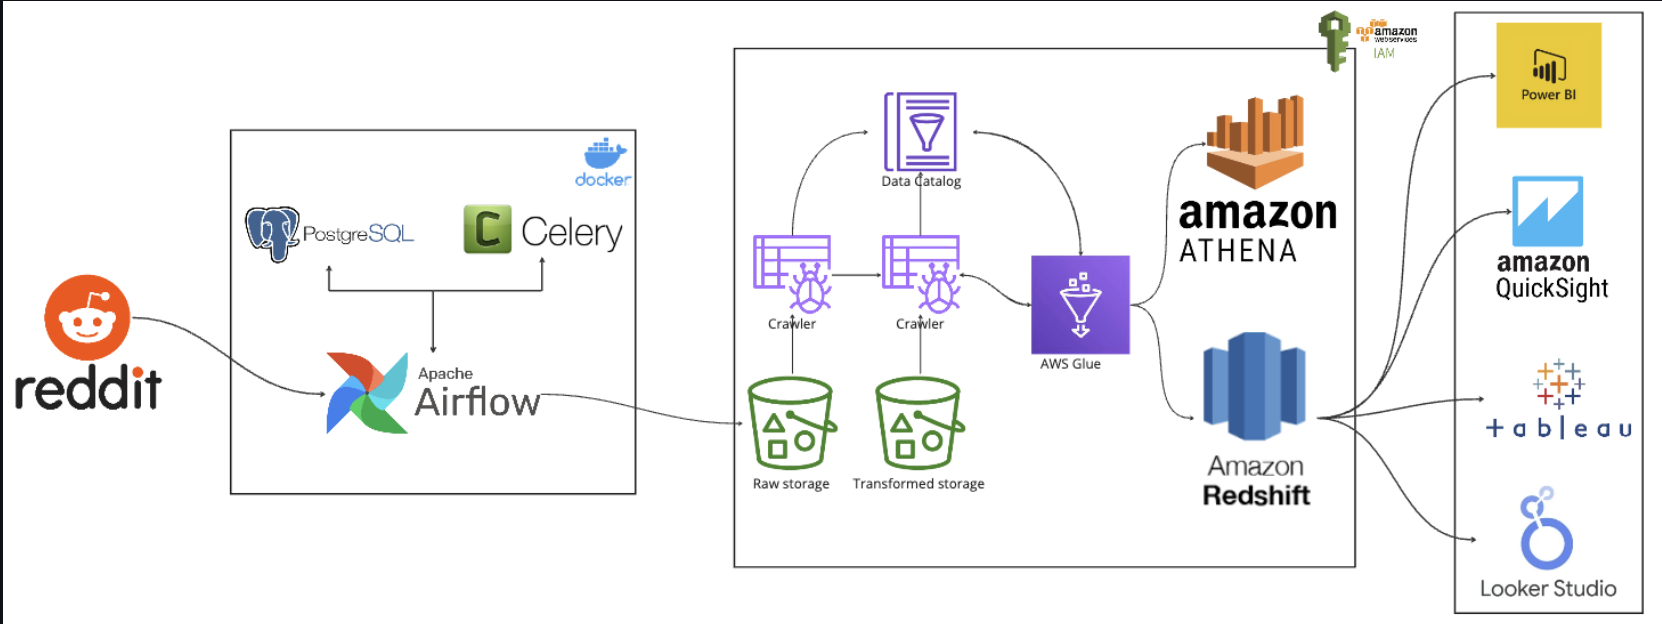 reddit
docker
PostgreSQL
C Celery
Apache
Airflow
Data Catalog
Crawler
Crawler
Raw storage
Transformed storage
AWS Glue
amazon
webservices
IAM
amazon
ATHENA
Amazon
Redshift
Power BI
amazon
QuickSight
+ableau
Looker Studio